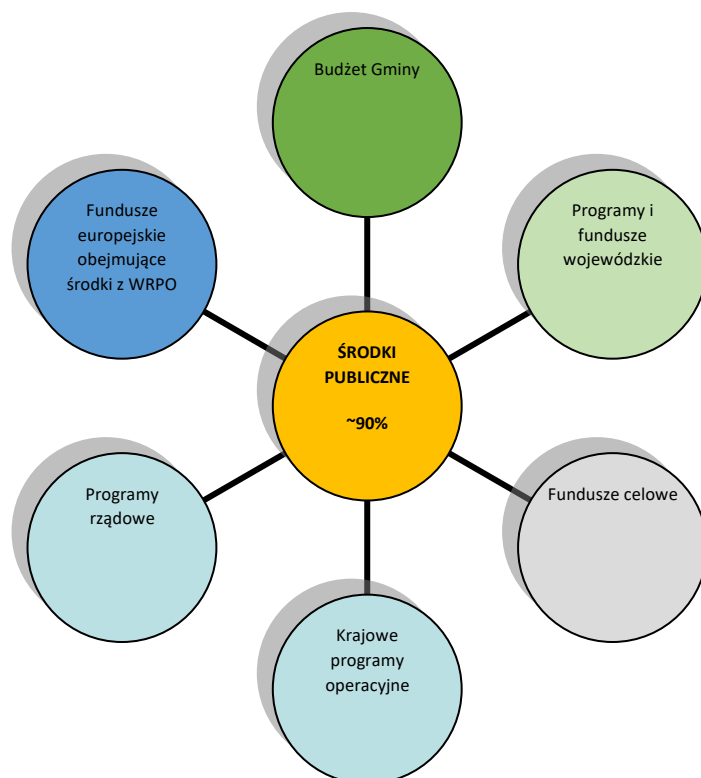 Budżet Gminy
Fundusze
europejskie
obejmujące
środki z WRPO
Programy i
fundusze
wojewódzkie
ŚRODKI
PUBLICZNE
~90%
Programy
rządowe
Fundusze celowe
Krajowe
programy
operacyjne